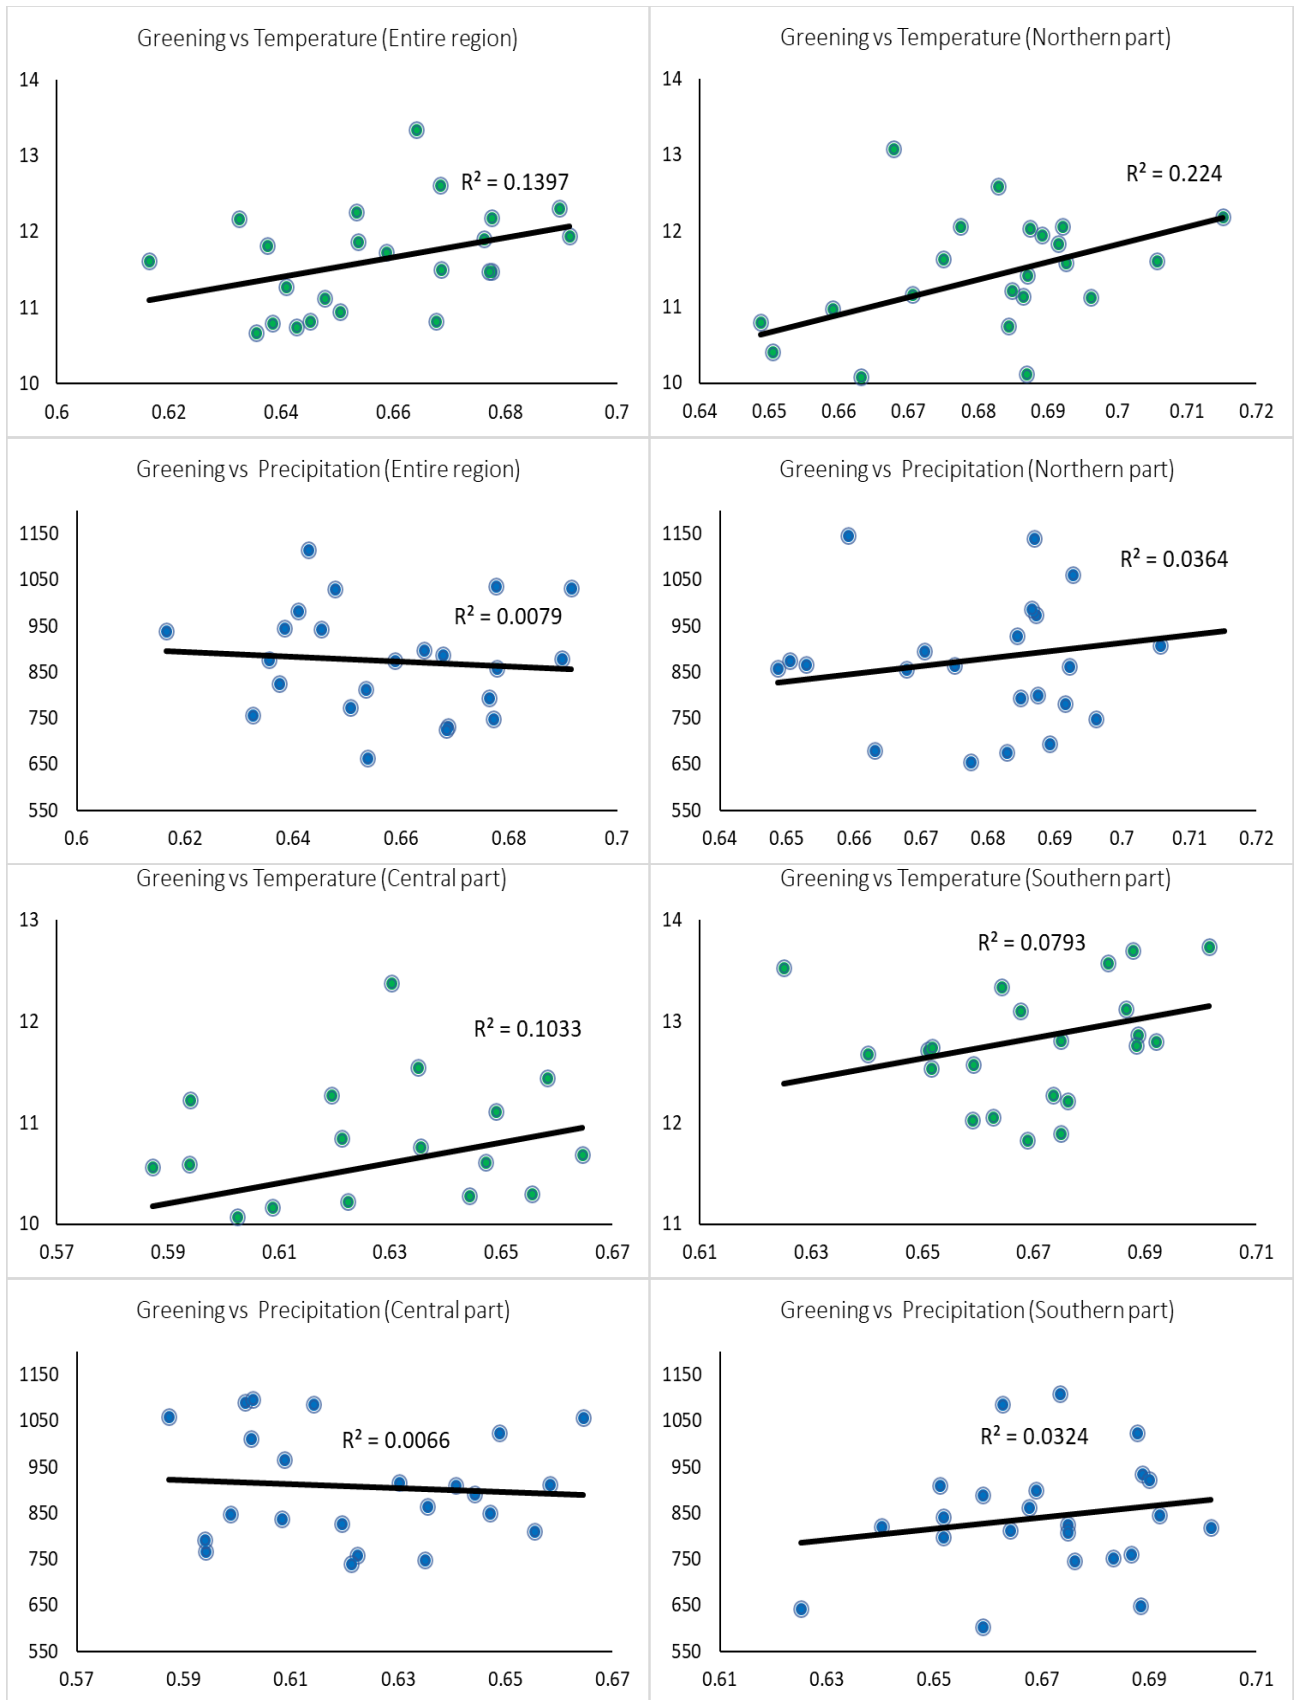 Greening vs Temperature (Entire region)
14
13
12
11
10
R² = 0.1397
0.6 0.62 0.64 0.66 0.68 0.7
Greening vs Temperature (Northern part)
14
13
12
11
10
R² = 0.224
0.64 0.65 0.66 0.67 0.68 0.69 0.7 0.71 0.72
Greening vs Precipitation (Entire region)
1150
1050
950
850
750
650
550
R² = 0.0079
0.6 0.62 0.64 0.66 0.68 0.7
Greening vs Precipitation (Northern part)
1150
1050
950
850
750
650
550
R² = 0.0364
0.64 0.65 0.66 0.67 0.68 0.69 0.7 0.71 0.72
Greening vs Temperature (Central part)
13
12
11
10
R² = 0.1033
0.57 0.59 0.61 0.63 0.65 0.67
Greening vs Temperature (Southern part)
14
13
12
11
R² = 0.0793
0.61 0.63 0.65 0.67 0.69 0.71
Greening vs Precipitation (Central part)
1150
1050
950
850
750
650
550
R² = 0.0066
0.57 0.59 0.61 0.63 0.65 0.67
Greening vs Precipitation (Southern part)
1150
1050
950
850
750
650
550
R² = 0.0324
0.61 0.63 0.65 0.67 0.69 0.71